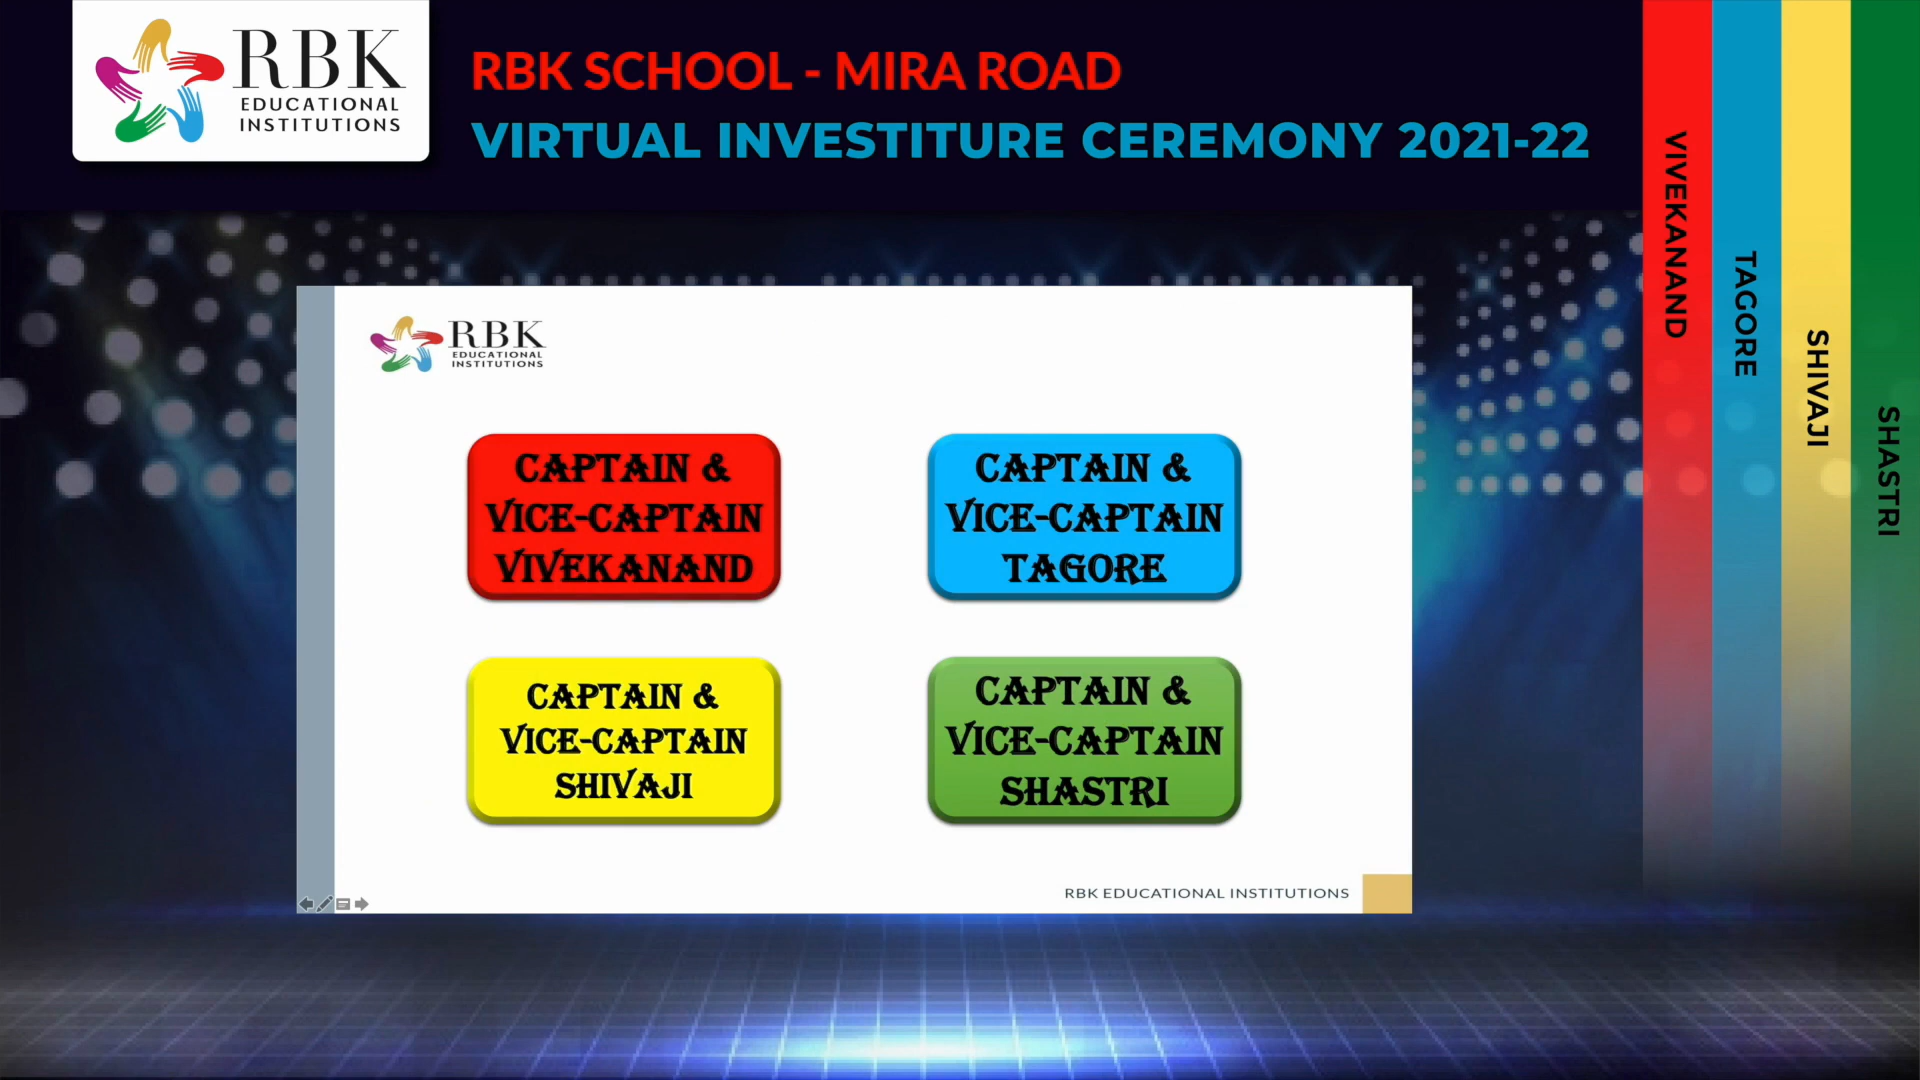 RBK
EDUCATIONAL
INSTITUTIONS
RBK SCHOOL - MIRA ROAD
VIRTUAL INVESTITURE CEREMONY 2021-22
VIVEKANAND
TAGORE
SHIVAJI
SHASTRI
RBK
EDUCATIONAL
INSTITUTIONS
CAPTAIN &
VICE-CAPTAIN
VIVEKANAND
CAPTAIN &
VICE-CAPTAIN
TAGORE
CAPTAIN &
VICE-CAPTAIN
SHIVAJI
CAPTAIN &
VICE-CAPTAIN
SHASTRI
RBK EDUCATIONAL INSTITUTIONS